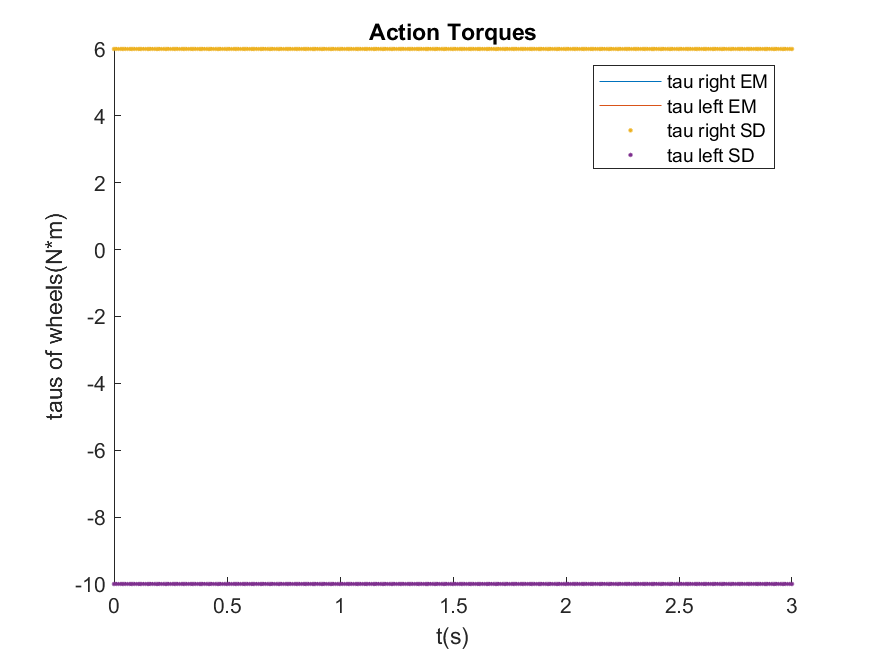 Action Torques
6
4
2
0
-2
-4
-6
-8
-10
taus of wheels(N*m)
tau right EM
tau left EM
tau right SD
tau left SD
0 0.5 1 1.5 2 2.5 3
t(s)